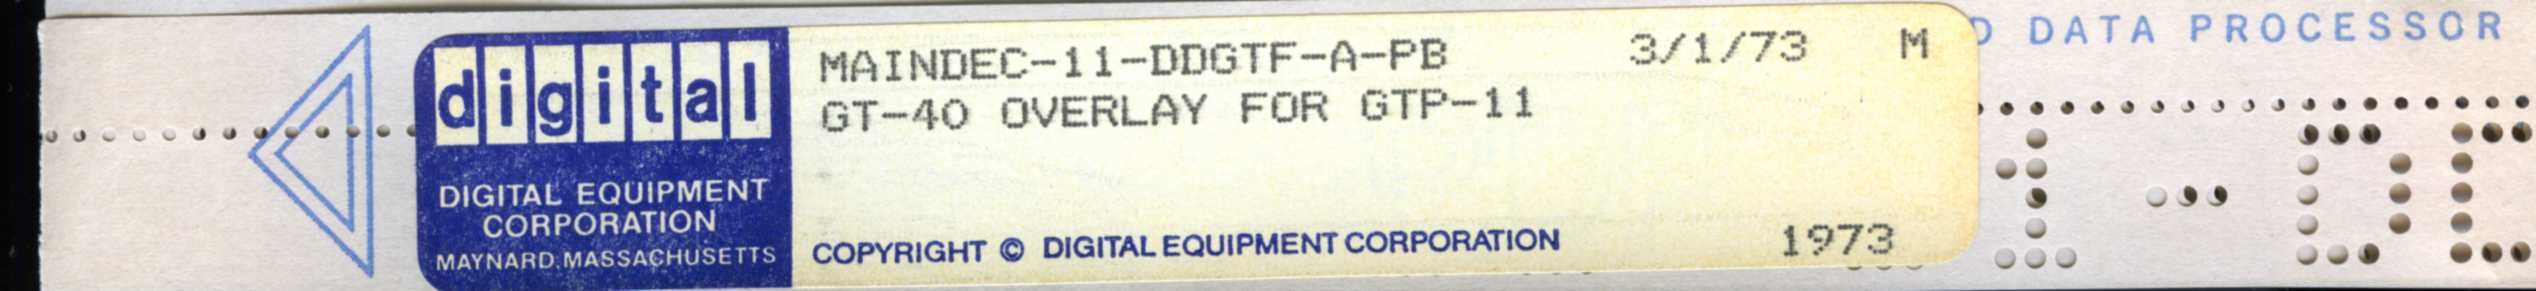 digital
DIGITAL EQUIPMENT
CORPORATION
MAYNARD, MASSACHUSETTS
MAINDEC-11-DDGTF-A-PB 3/1/73 M
GT-40 OVERLAY FOR GTP-11
COPYRIGHT © DIGITAL EQUIPMENT CORPORATION 1973
D DATA PROCESSOR
1-D